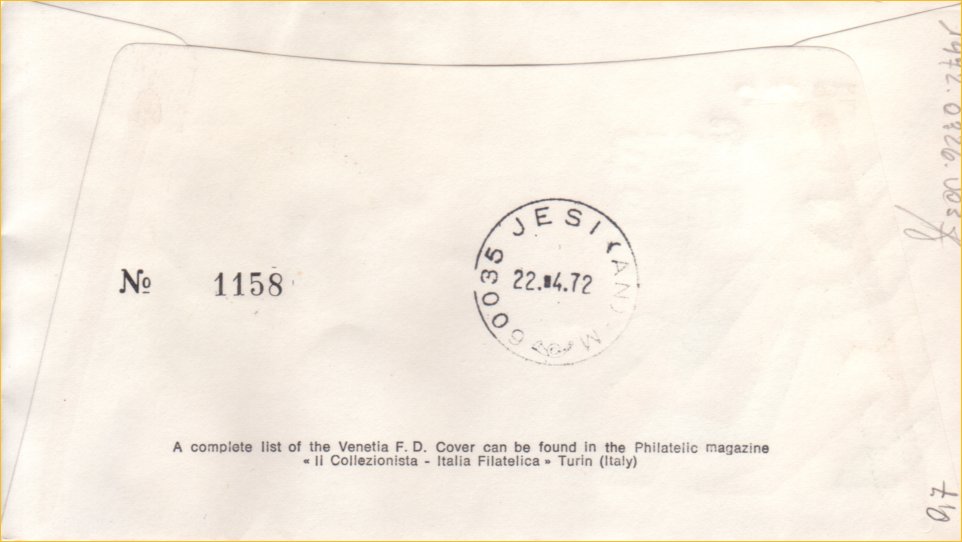 Nº 1158
60035 JESI (AN)-M
22.4.72
A complete list of the Venetia F. D. Cover can be found in the Philatelic magazine
« Il Collezionista - Italia Filatelica » Turin (Italy)